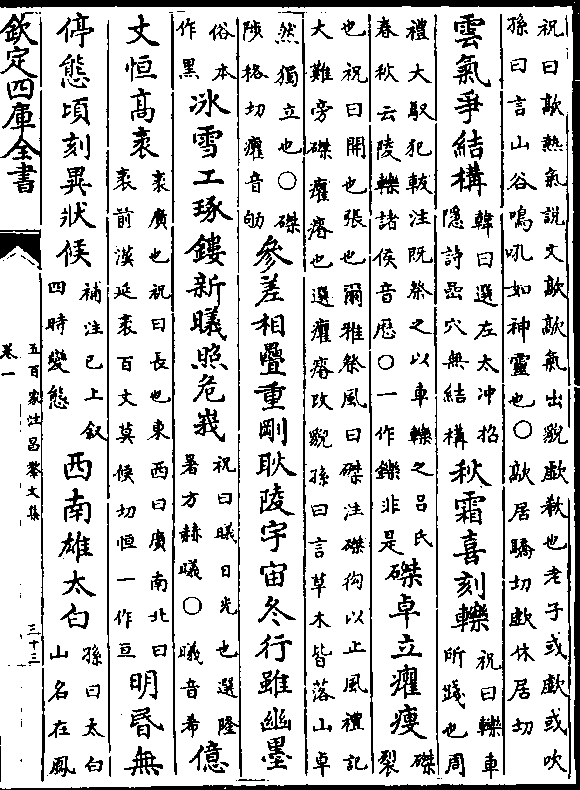 祝曰歊熱氣說文歊歊氣出貌歔欷也老子或歔或吹
孫曰言山谷鳴吼如神靈也〇歊居驕切歔休居切
雲氣爭結構
韓曰選左太冲招
隱詩嵓穴無結構
秋霜喜刻轢
祝曰轢車
所踐也周
禮大馭犯軷注既祭之以車轢之吕氏
春秋云陵轢諸侯音歷〇一作鑠非是
磔卓立癯瘦
磔
裂
也祝曰開也張也爾雅祭風曰磔注磔狗以止風禮記
大難旁磔癯瘠也選癯瘠改貌孫曰言草木皆落山卓
然獨立也〇磔
陟格切癯音劬
參差相疊重剛耿陵宇宙冬行雖幽墨
俗本
作黑
冰雪工琢鏤新曦照危峩
祝曰曦日光也選隆
暑方赫曦〇曦音希
億
丈恒高袤
袤廣也祝曰長也東西曰廣南北曰
袤前漢延袤百丈莫候切恒一作亘
明昏無
停態頃刻異狀候
補注已上叙
四時變態
西南雄太白
孫曰太白
山名在鳳
欽定四庫全書
五百家注昌黎文集
卷一
三十三